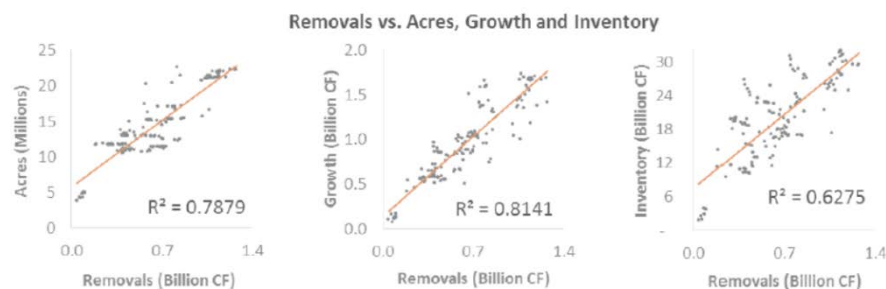 Removals vs. Acres, Growth and Inventory
Acres (Millions)
25
20
15
10
5
0
R² = 0.7879
0.0 0.7 1.4
Removals (Billion CF)
Growth (Billion CF)
2.0
1.5
1.0
0.5
0.0
R² = 0.8141
0.0 0.7 1.4
Removals (Billion CF)
Inventory (Billion CF)
30
24
18
12
6
-
R² = 0.6275
0.0 0.7 1.4
Removals (Billion CF)